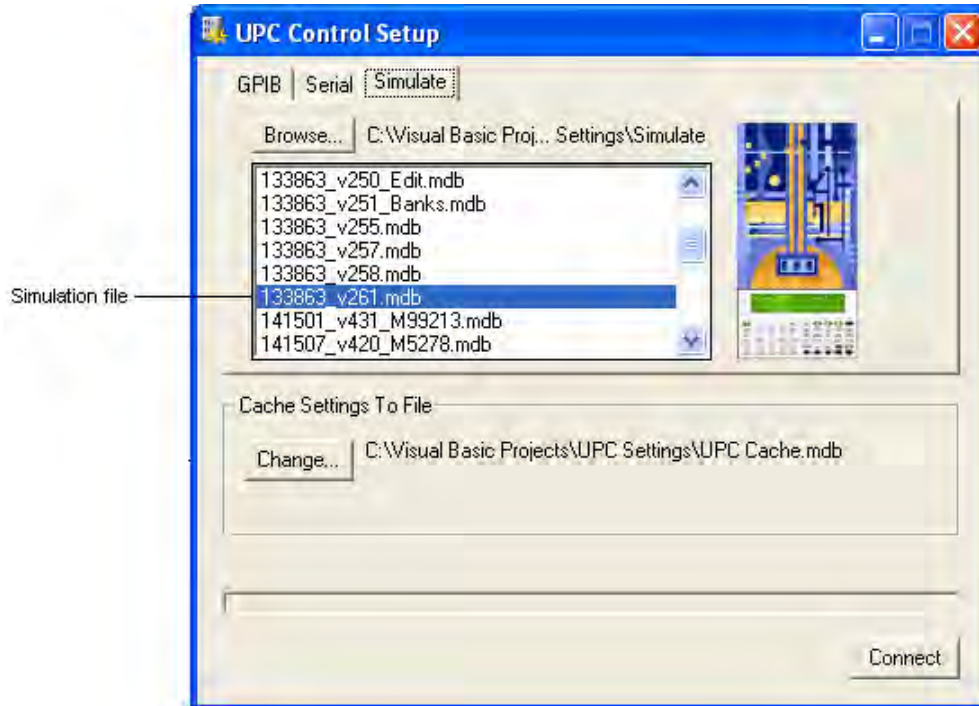 UPC Control Setup
GPIB Serial Simulate
Browse... C:\Visual Basic Proj... Settings\Simulate
133863_v250_Edit.mdb
133863_v251_Banks.mdb
133863_v255.mdb
133863_v257.mdb
133863_v258.mdb
Simulation file
133863_v261.mdb
141501_v431_M99213.mdb
141507_v420_M5278.mdb
Cache Settings To File
Change... C:\Visual Basic Projects\UPC Settings\UPC Cache.mdb
Connect